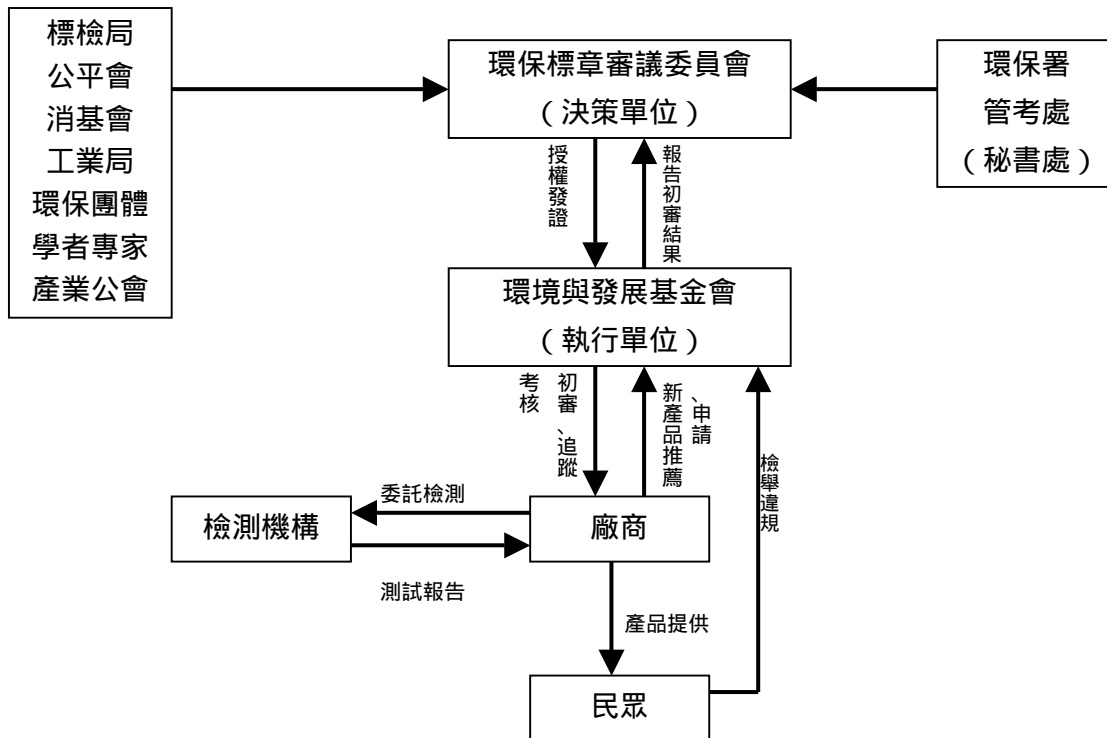 標檢局
公平會
消基會
工業局
環保團體
學者專家
產業公會
環保標章審議委員會
（決策單位）
環保署
管考處
（秘書處）
授權發證
報告初審結果
環境與發展基金會
（執行單位）
初審、追蹤
考核
、申請
新產品推薦
檢舉違規
委託檢測
檢測機構
廠商
測試報告
產品提供
民眾